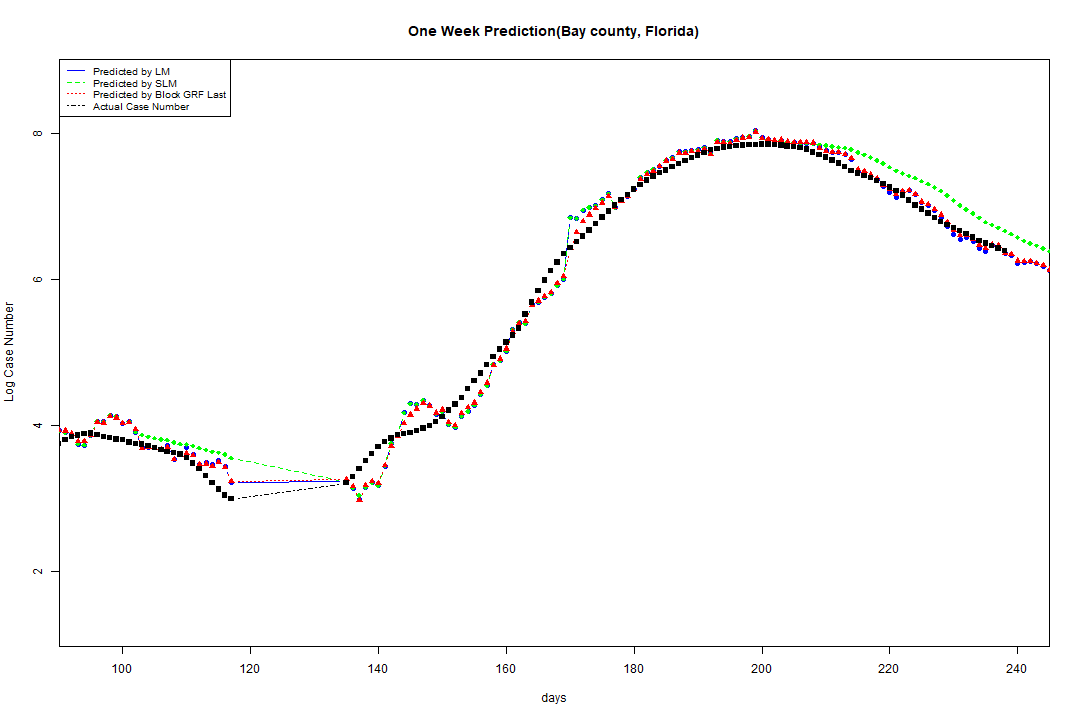 One Week Prediction(Bay county, Florida)
Predicted by LM
Predicted by SLM
Predicted by Block GRF Last
Actual Case Number
8
6
4
2
Log Case Number
100 120 140 160 180 200 220 240
days